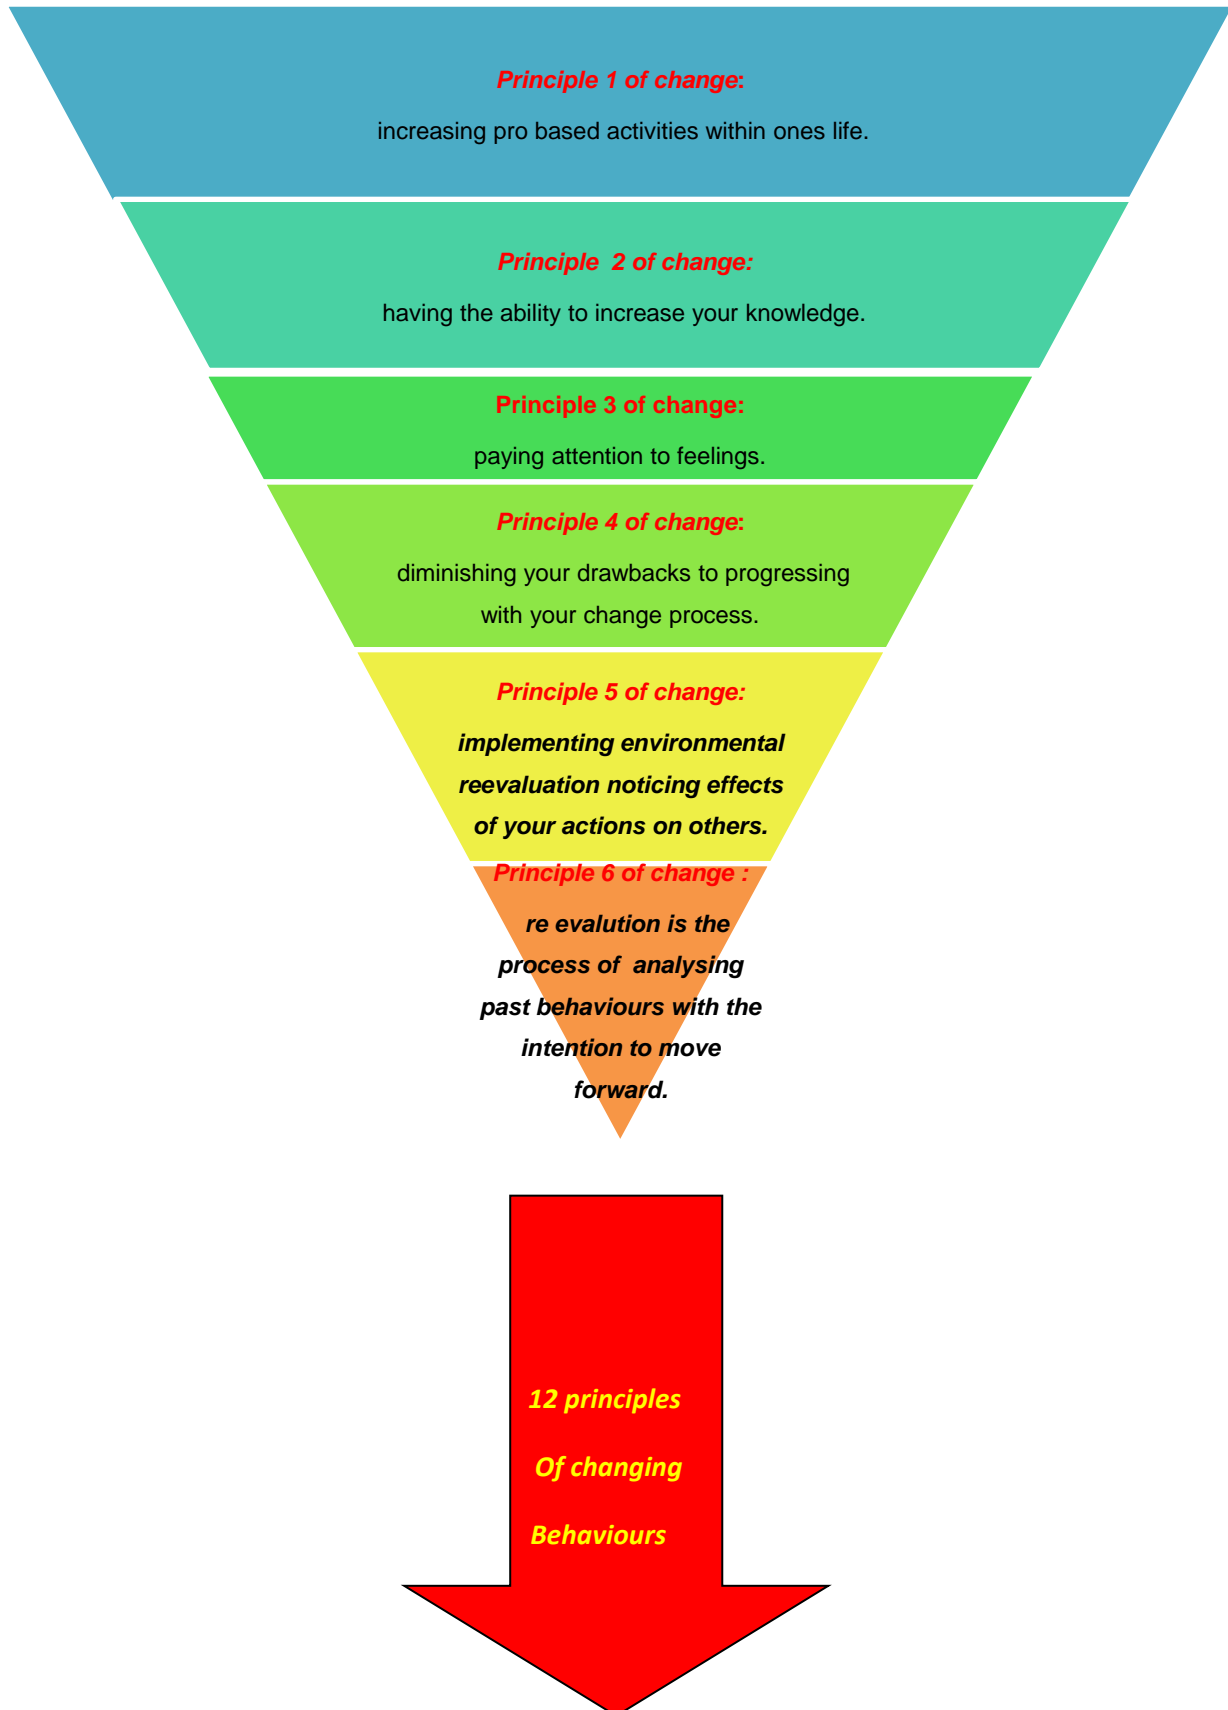 Principle 1 of change:
increasing pro based activities within ones life.
Principle  2 of change:
having the ability to increase your knowledge.
Principle 3 of change:
paying attention to feelings.
Principle 4 of change:
diminishing your drawbacks to progressing
with your change process.
Principle 5 of change:
implementing environmental
reevaluation noticing effects
of your actions on others.
Principle 6 of change :
re evalution is the
process of  analysing
past behaviours with the
intention to move
forward.
12 principles
Of changing
Behaviours